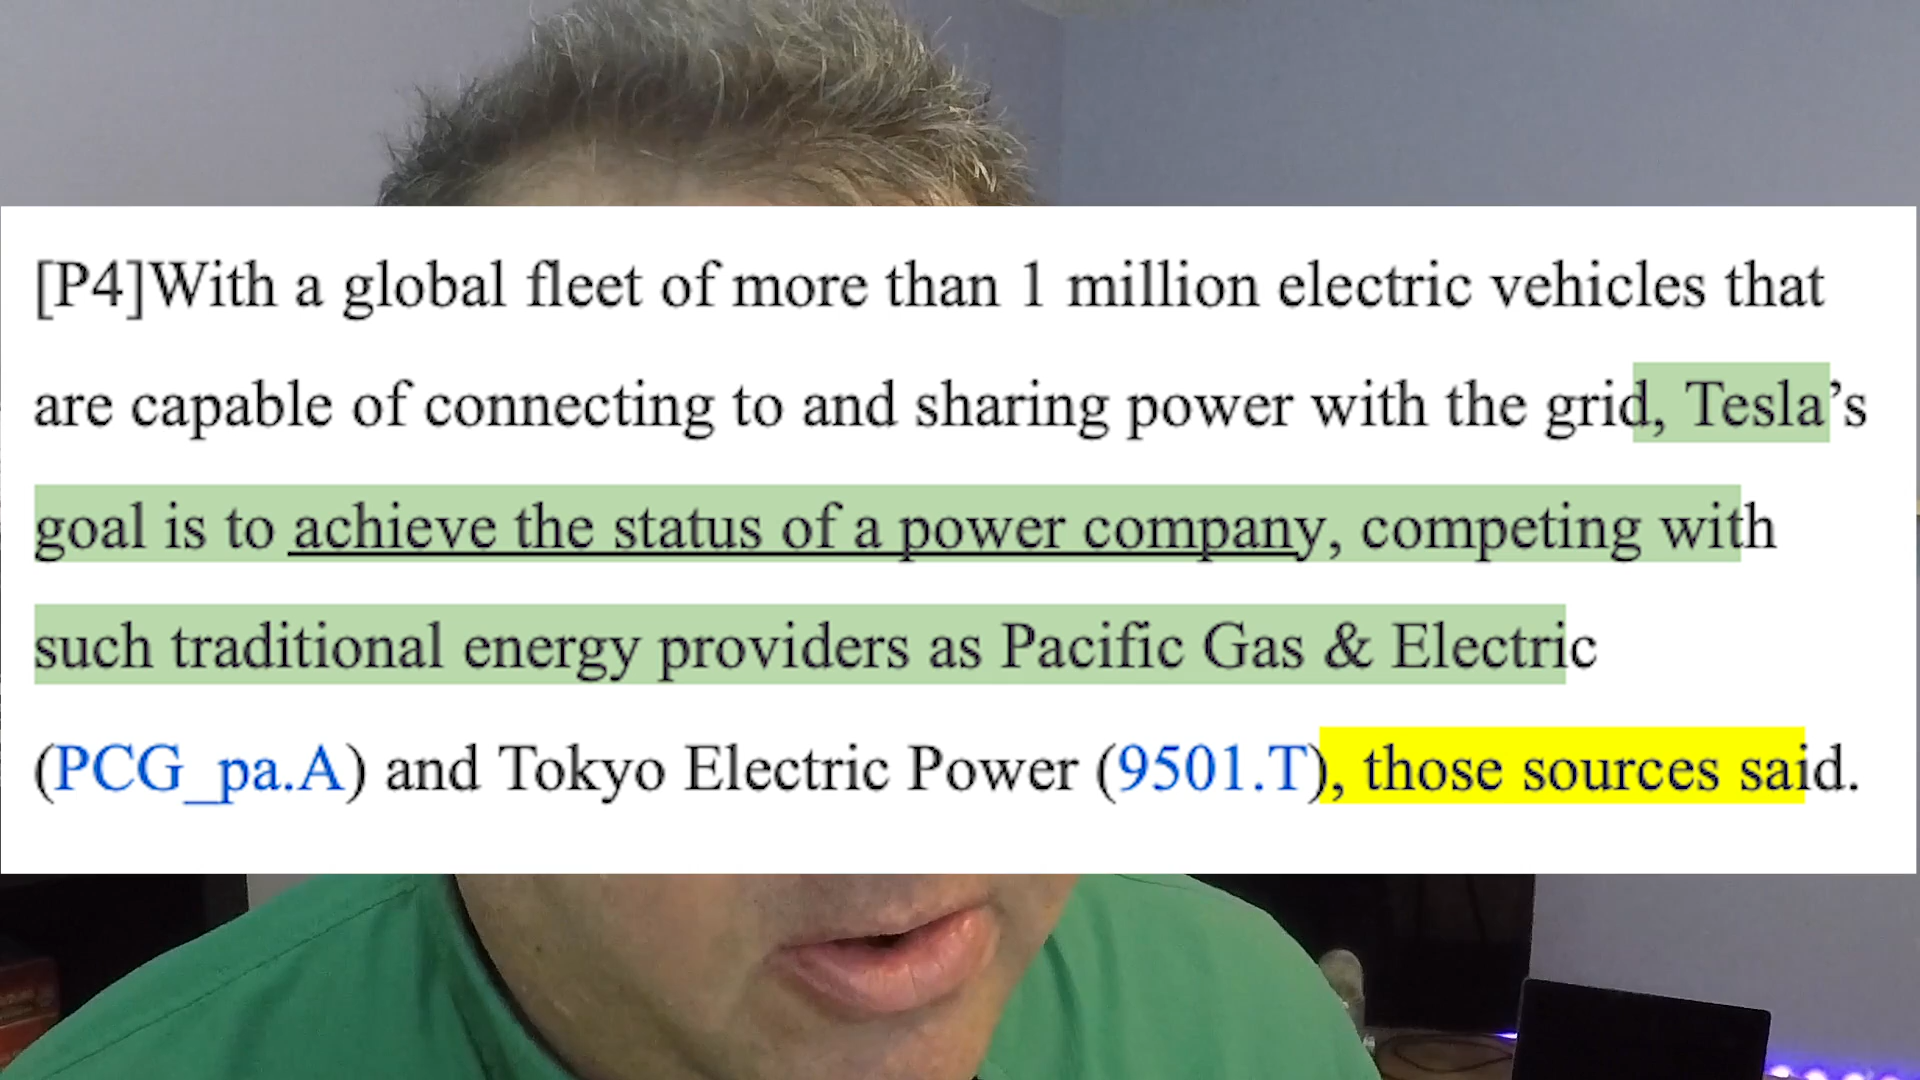 [P4]With a global fleet of more than 1 million electric vehicles that
are capable of connecting to and sharing power with the grid, Tesla’s
goal is to achieve the status of a power company, competing with
such traditional energy providers as Pacific Gas & Electric
(PCG_pa.A) and Tokyo Electric Power (9501.T), those sources said.